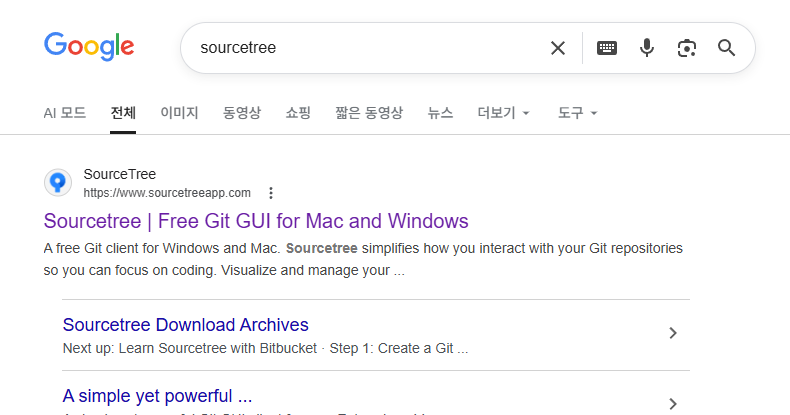 Google
sourcetree
AI 모드 전체 이미지 동영상 쇼핑 짧은 동영상 뉴스 더보기 도구
SourceTree
https://www.sourcetreeapp.com
Sourcetree | Free Git GUI for Mac and Windows
A free Git client for Windows and Mac. Sourcetree simplifies how you interact with your Git repositories
so you can focus on coding. Visualize and manage your ...
Sourcetree Download Archives
Next up: Learn Sourcetree with Bitbucket · Step 1: Create a Git ...
A simple yet powerful ...